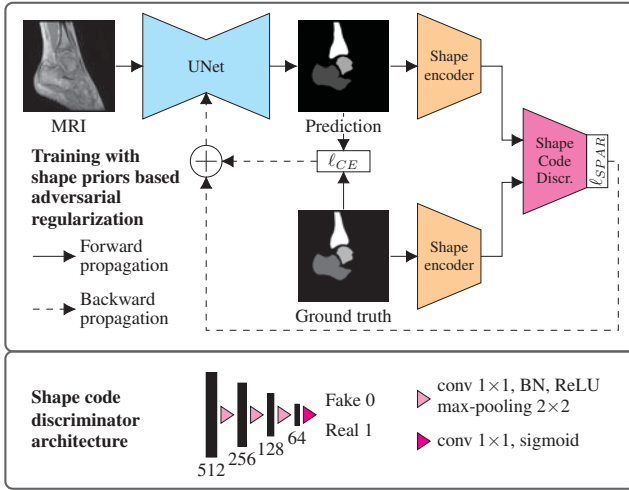 UNet
Shape
encoder
MRI
Prediction
Training with
shape priors based
adversarial
regularization
ℓCE
Shape
Code
Discr.
ℓSPAR
Forward
propagation
Backward
propagation
Shape
encoder
Ground truth
Shape code
discriminator
architecture
512
256
128
64
Fake 0
Real 1
conv 1×1, BN, ReLU
max-pooling 2×2
conv 1×1, sigmoid